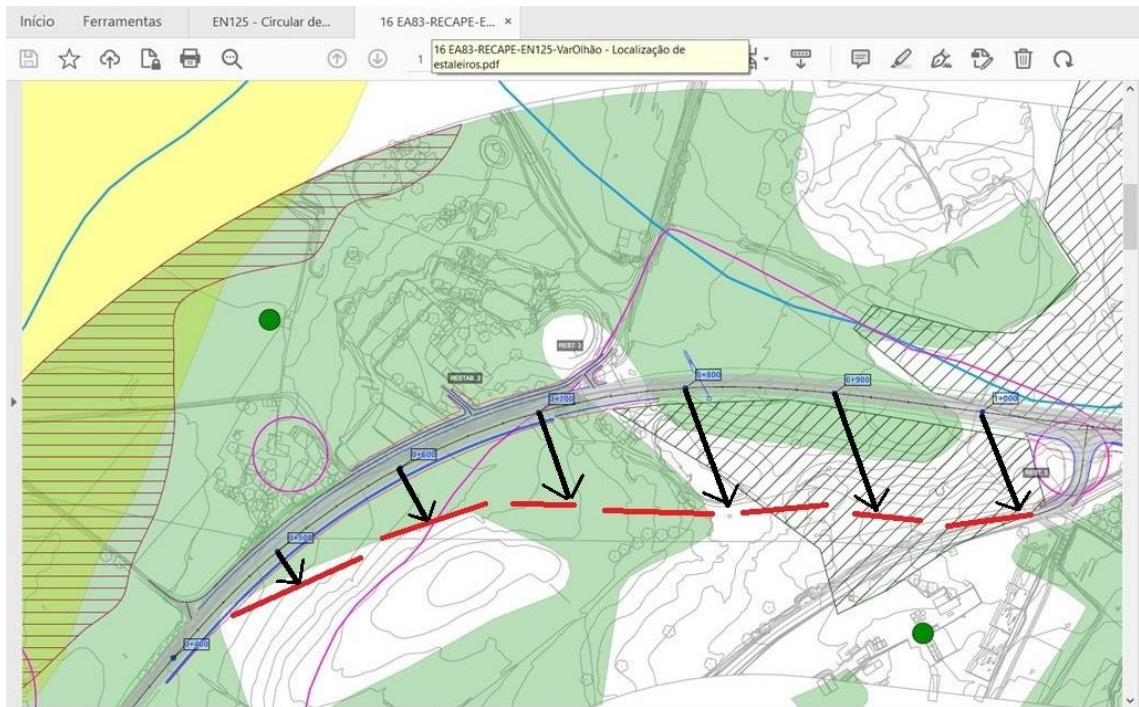 Início Ferramentas EN125 - Circular de... 16 EA83-RECAPE-E... ×
1
16 EA83-RECAPE-EN125-VarOlhão - Localização de
estaleiros.pdf
REST. 3
RESTAB. 2
0+800
0+900
0+700
1+000
0+600
0+500
0+400